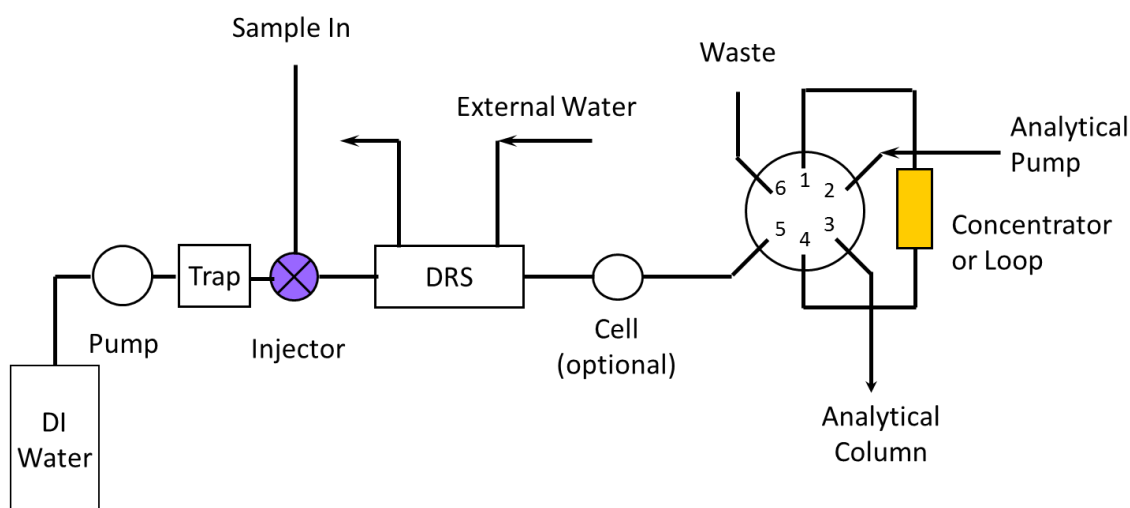 Sample In
Waste
External Water
Analytical
Pump
6
1
2
5
4
3
Concentrator
or Loop
Trap
DRS
Pump
Injector
Cell
(optional)
DI
Water
Analytical
Column